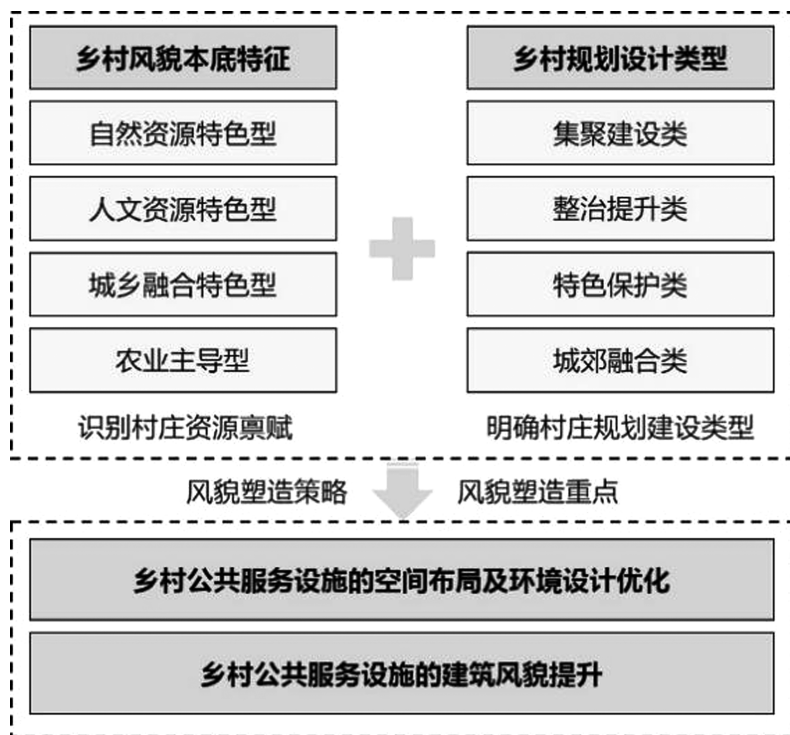 乡村风貌本底特征
自然资源特色型
人文资源特色型
城乡融合特色型
农业主导型
识别村庄资源禀赋
乡村规划设计类型
集聚建设类
整治提升类
特色保护类
城郊融合类
明确村庄规划建设类型
风貌塑造策略
风貌塑造重点
乡村公共服务设施的空间布局及环境设计优化
乡村公共服务设施的建筑风貌提升